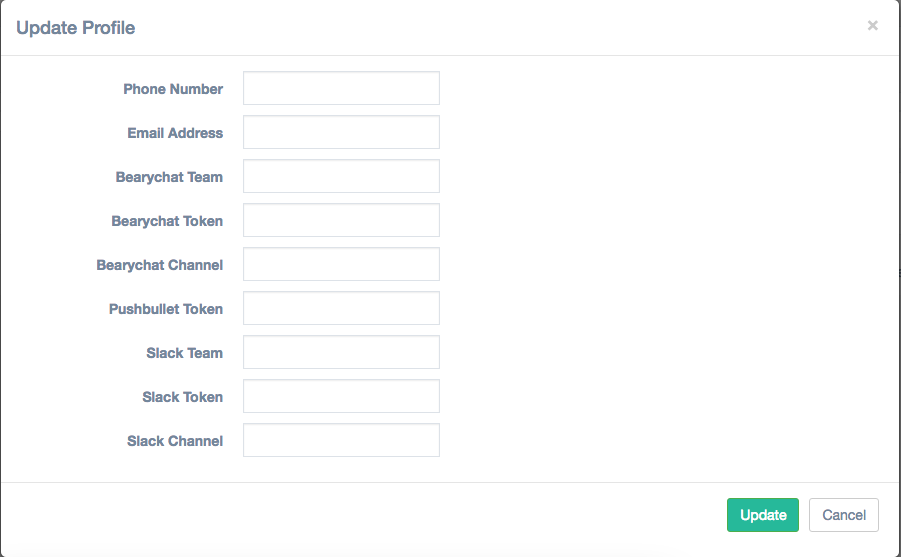 Update Profile ×
Phone Number
Email Address
Bearychat Team
Bearychat Token
Bearychat Channel
Pushbullet Token
Slack Team
Slack Token
Slack Channel
Update Cancel